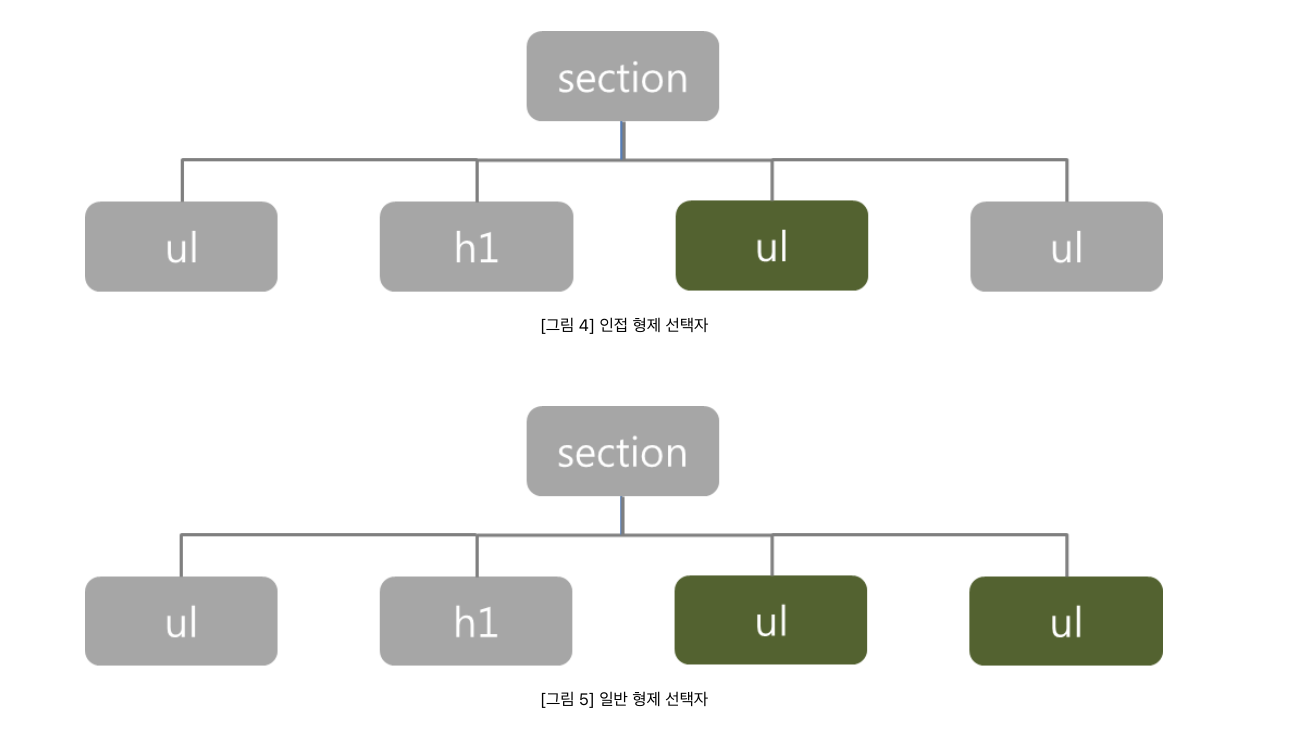 section
ul h1 ul ul
[그림 4] 인접 형제 선택자
section
ul h1 ul ul
[그림 5] 일반 형제 선택자